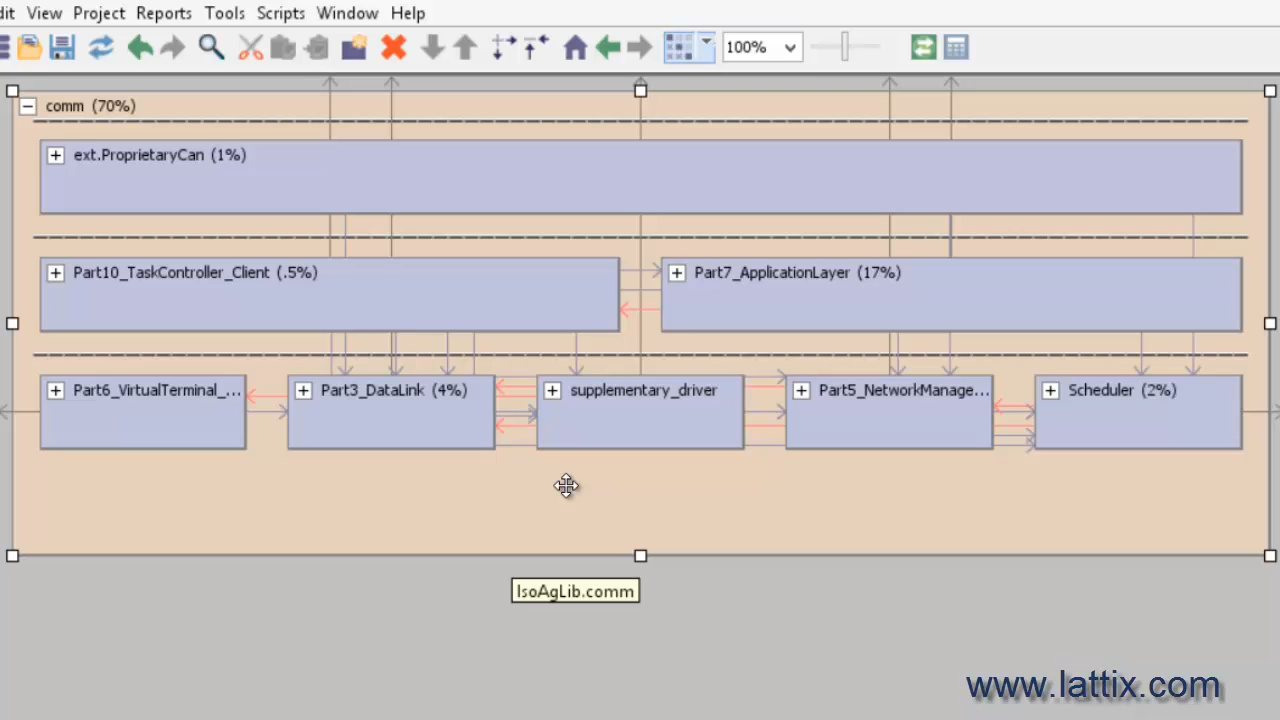 dit View Project Reports Tools Scripts Window Help
100%
comm (70%)
ext.ProprietaryCan (1%)
Part10_TaskController_Client (.5%)
Part7_ApplicationLayer (17%)
Part6_VirtualTerminal_...
Part3_DataLink (4%)
supplementary_driver
Part5_NetworkManage...
Scheduler (2%)
IsoAgLib.comm
www.lattix.com